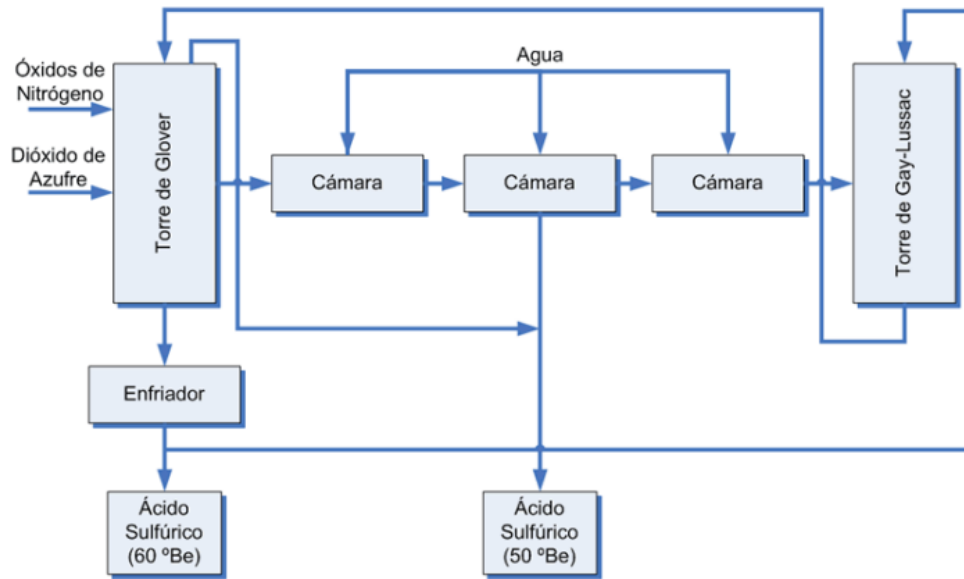 Óxidos de
Nitrógeno
Dióxido de
Azufre
Torre de Glover
Agua
Cámara
Cámara
Cámara
Torre de Gay-Lussac
Enfriador
Ácido
Sulfúrico
(60 ºBe)
Ácido
Sulfúrico
(50 ºBe)